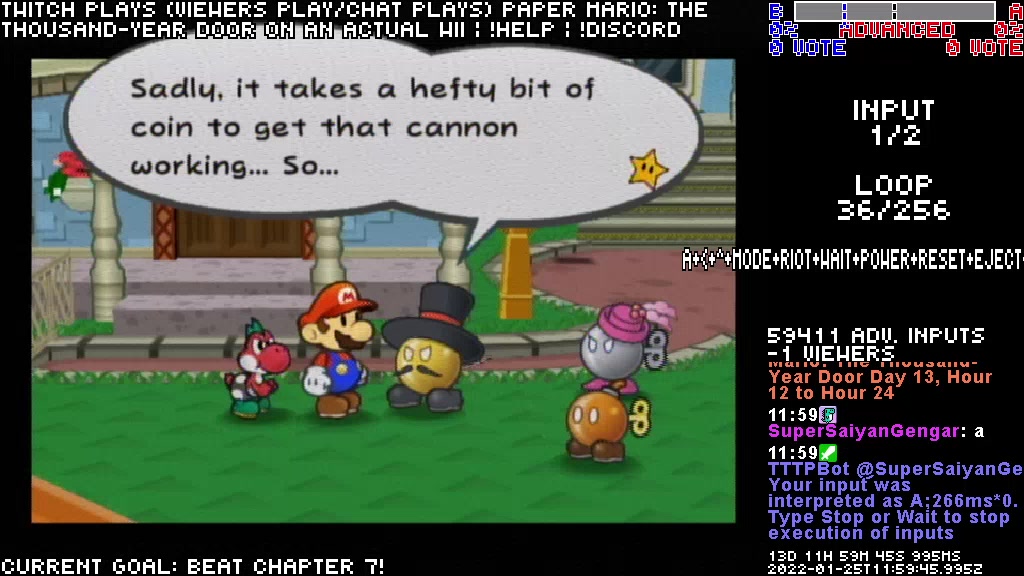 TWITCH PLAYS (VIEWERS PLAY/CHAT PLAYS) PAPER MARIO: THE
THOUSAND-YEAR DOOR ON AN ACTUAL WII ¦ !HELP ¦ !DISCORD
B A
0% ADVANCED 0%
0 VOTE 0 VOTE
Sadly, it takes a hefty bit of
coin to get that cannon
working... So...
M
INPUT
1/2
LOOP
36/256
A+<+^+MODE+RIOT+WAIT+POWER+RESET+EJECT
59411 ADV. INPUTS
-1 VIEWERS
Mario: The Thousand-
Year Door Day 13, Hour
12 to Hour 24
11:59
SuperSaiyanGengar: a
11:59
TTTPBot @SuperSaiyanGe
Your input was
interpreted as A;266ms*0.
Type Stop or Wait to stop
execution of inputs
13D 11H 59M 45S 995MS
2022-01-25T11:59:45.995Z
CURRENT GOAL: BEAT CHAPTER 7!